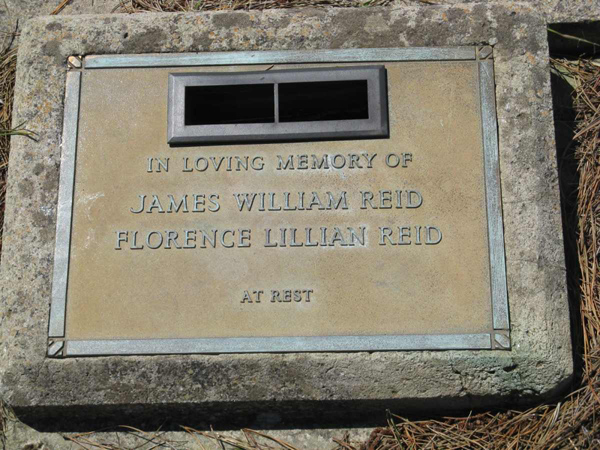 IN LOVING MEMORY OF
JAMES WILLIAM REID
FLORENCE LILLIAN REID
AT REST